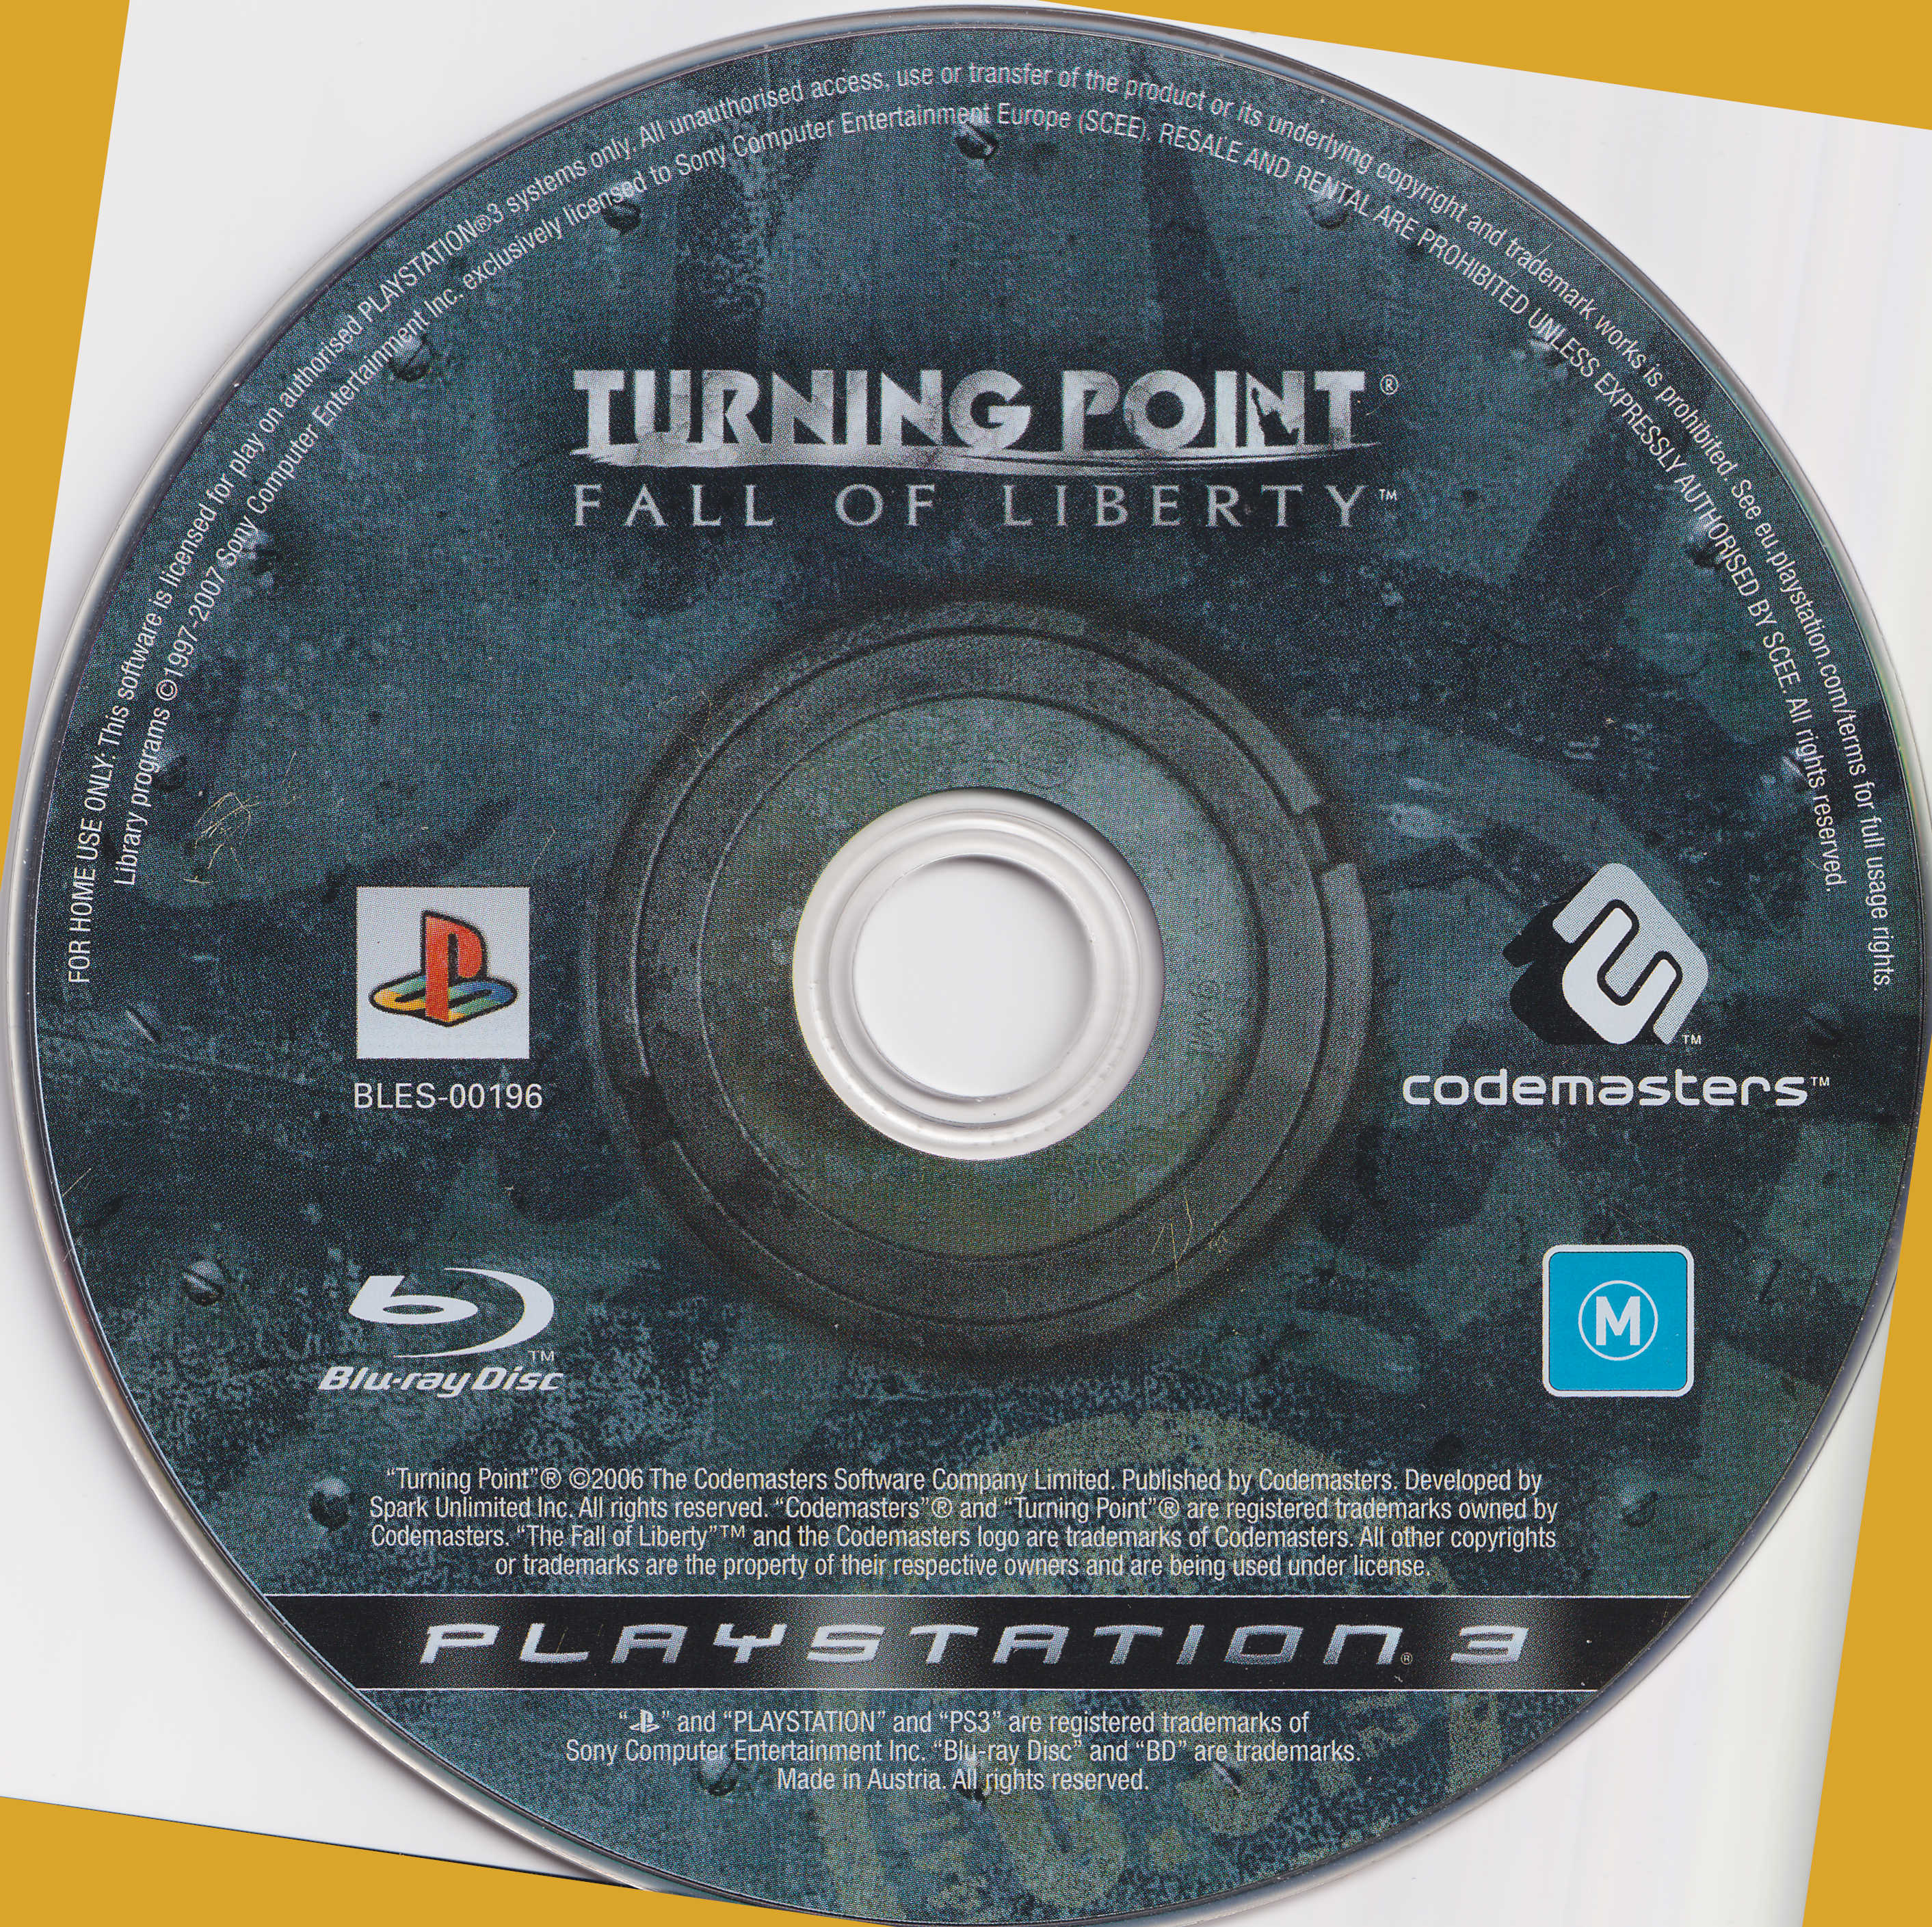 FOR HOME USE ONLY: This software is licensed for play on authorised PLAYSTATION®3 systems only. All unauthorised access, use or transfer of the product or its underlying copyright and trademark works is prohibited. See eu.playstation.com/terms for full usage rights.
Library programs ©1997-2007 Sony Computer Entertainment Inc. exclusively licensed to Sony Computer Entertainment Europe (SCEE). RESALE AND RENTAL ARE PROHIBITED UNLESS EXPRESSLY AUTHORISED BY SCEE. All rights reserved.
TURNING POINT®
FALL OF LIBERTY™
BLES-00196
™
codemasters™
™
Blu-ray Disc
M
“Turning Point”® ©2006 The Codemasters Software Company Limited. Published by Codemasters. Developed by
Spark Unlimited Inc. All rights reserved. “Codemasters”® and “Turning Point”® are registered trademarks owned by
Codemasters. “The Fall of Liberty”™ and the Codemasters logo are trademarks of Codemasters. All other copyrights
or trademarks are the property of their respective owners and are being used under license.
PLAYSTATION® 3
“ ” and “PLAYSTATION” and “PS3” are registered trademarks of
Sony Computer Entertainment Inc. “Blu-ray Disc” and “BD” are trademarks.
Made in Austria. All rights reserved.